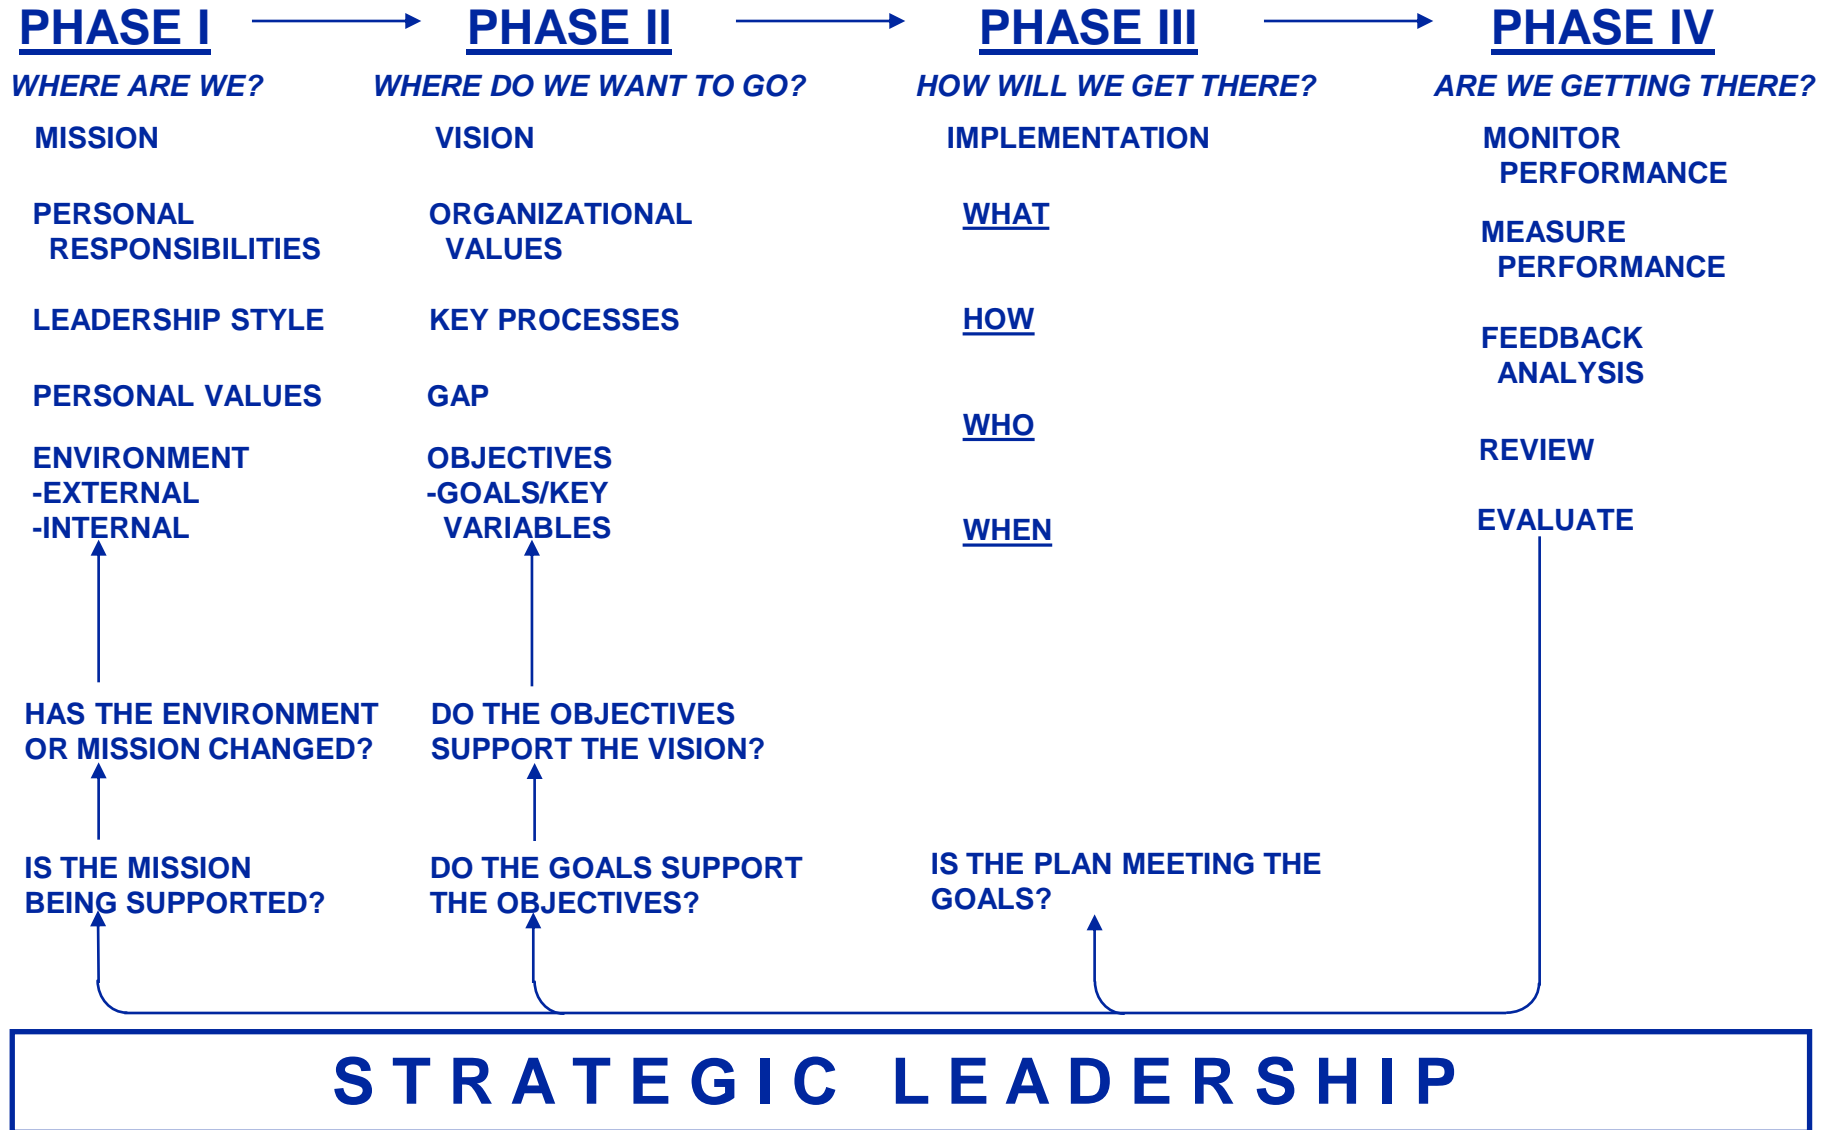 PHASE I
PHASE II
PHASE III
PHASE IV
WHERE ARE WE?
WHERE DO WE WANT TO GO?
HOW WILL WE GET THERE?
ARE WE GETTING THERE?
MISSION
PERSONAL
RESPONSIBILITIES
LEADERSHIP STYLE
PERSONAL VALUES
ENVIRONMENT
-EXTERNAL
-INTERNAL
HAS THE ENVIRONMENT
OR MISSION CHANGED?
IS THE MISSION
BEING SUPPORTED?
VISION
ORGANIZATIONAL
VALUES
KEY PROCESSES
GAP
OBJECTIVES
-GOALS/KEY
VARIABLES
DO THE OBJECTIVES
SUPPORT THE VISION?
DO THE GOALS SUPPORT
THE OBJECTIVES?
IMPLEMENTATION
WHAT
HOW
WHO
WHEN
IS THE PLAN MEETING THE
GOALS?
MONITOR
PERFORMANCE
MEASURE
PERFORMANCE
FEEDBACK
ANALYSIS
REVIEW
EVALUATE
STRATEGIC LEADERSHIP